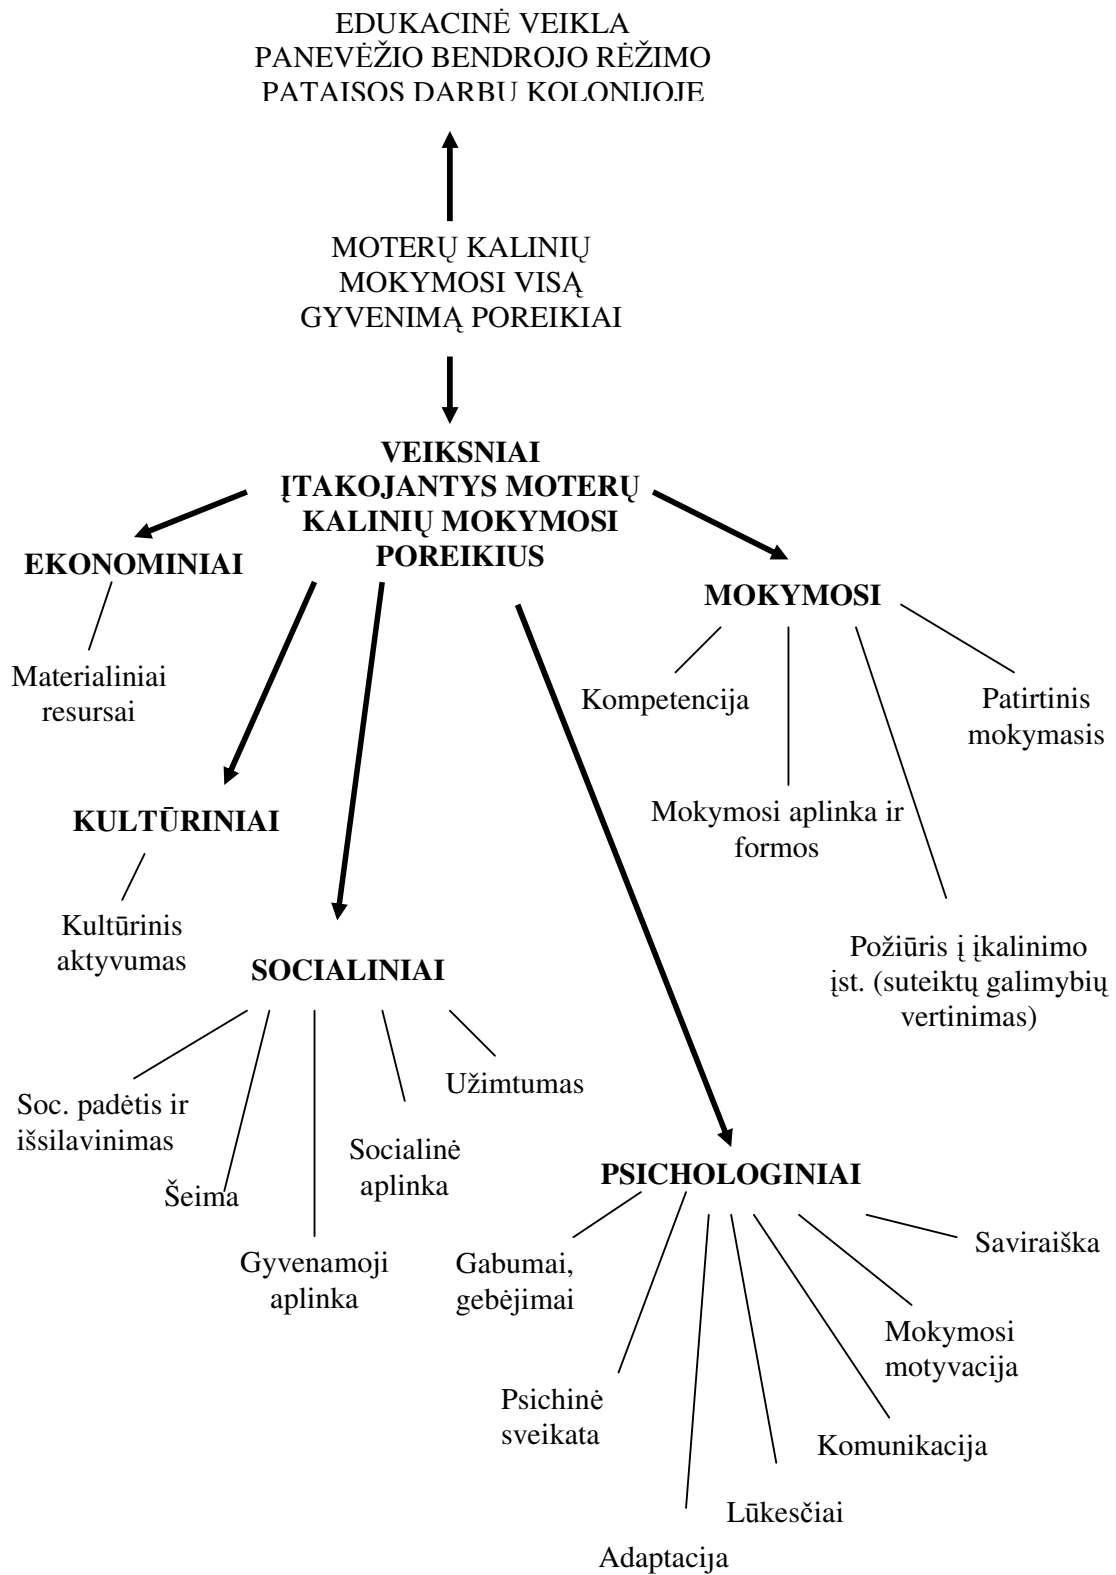 EDUKACINĖ VEIKLA
PANEVĖŽIO BENDROJO RĖŽIMO
PATAISOS DARBU KOLONIJOJE
MOTERŲ KALINIŲ
MOKYMOSI VISĄ
GYVENIMĄ POREIKIAI
VEIKSNIAI
ĮTAKOJANTYS MOTERŲ
KALINIŲ MOKYMOSI
POREIKIUS
EKONOMINIAI
Materialiniai
resursai
KULTŪRINIAI
Kultūrinis
aktyvumas
SOCIALINIAI
Soc. padėtis ir
išsilavinimas
Šeima
Gyvenamoji
aplinka
Socialinė
aplinka
Užimtumas
PSICHOLOGINIAI
Gabumai,
gebėjimai
Psichinė
sveikata
Adaptacija
Lūkesčiai
Komunikacija
Mokymosi
motyvacija
Saviraiška
MOKYMOSI
Kompetencija
Mokymosi aplinka ir
formos
Požiūris į įkalinimo
įst. (suteiktų galimybių
vertinimas)
Patirtinis
mokymasis